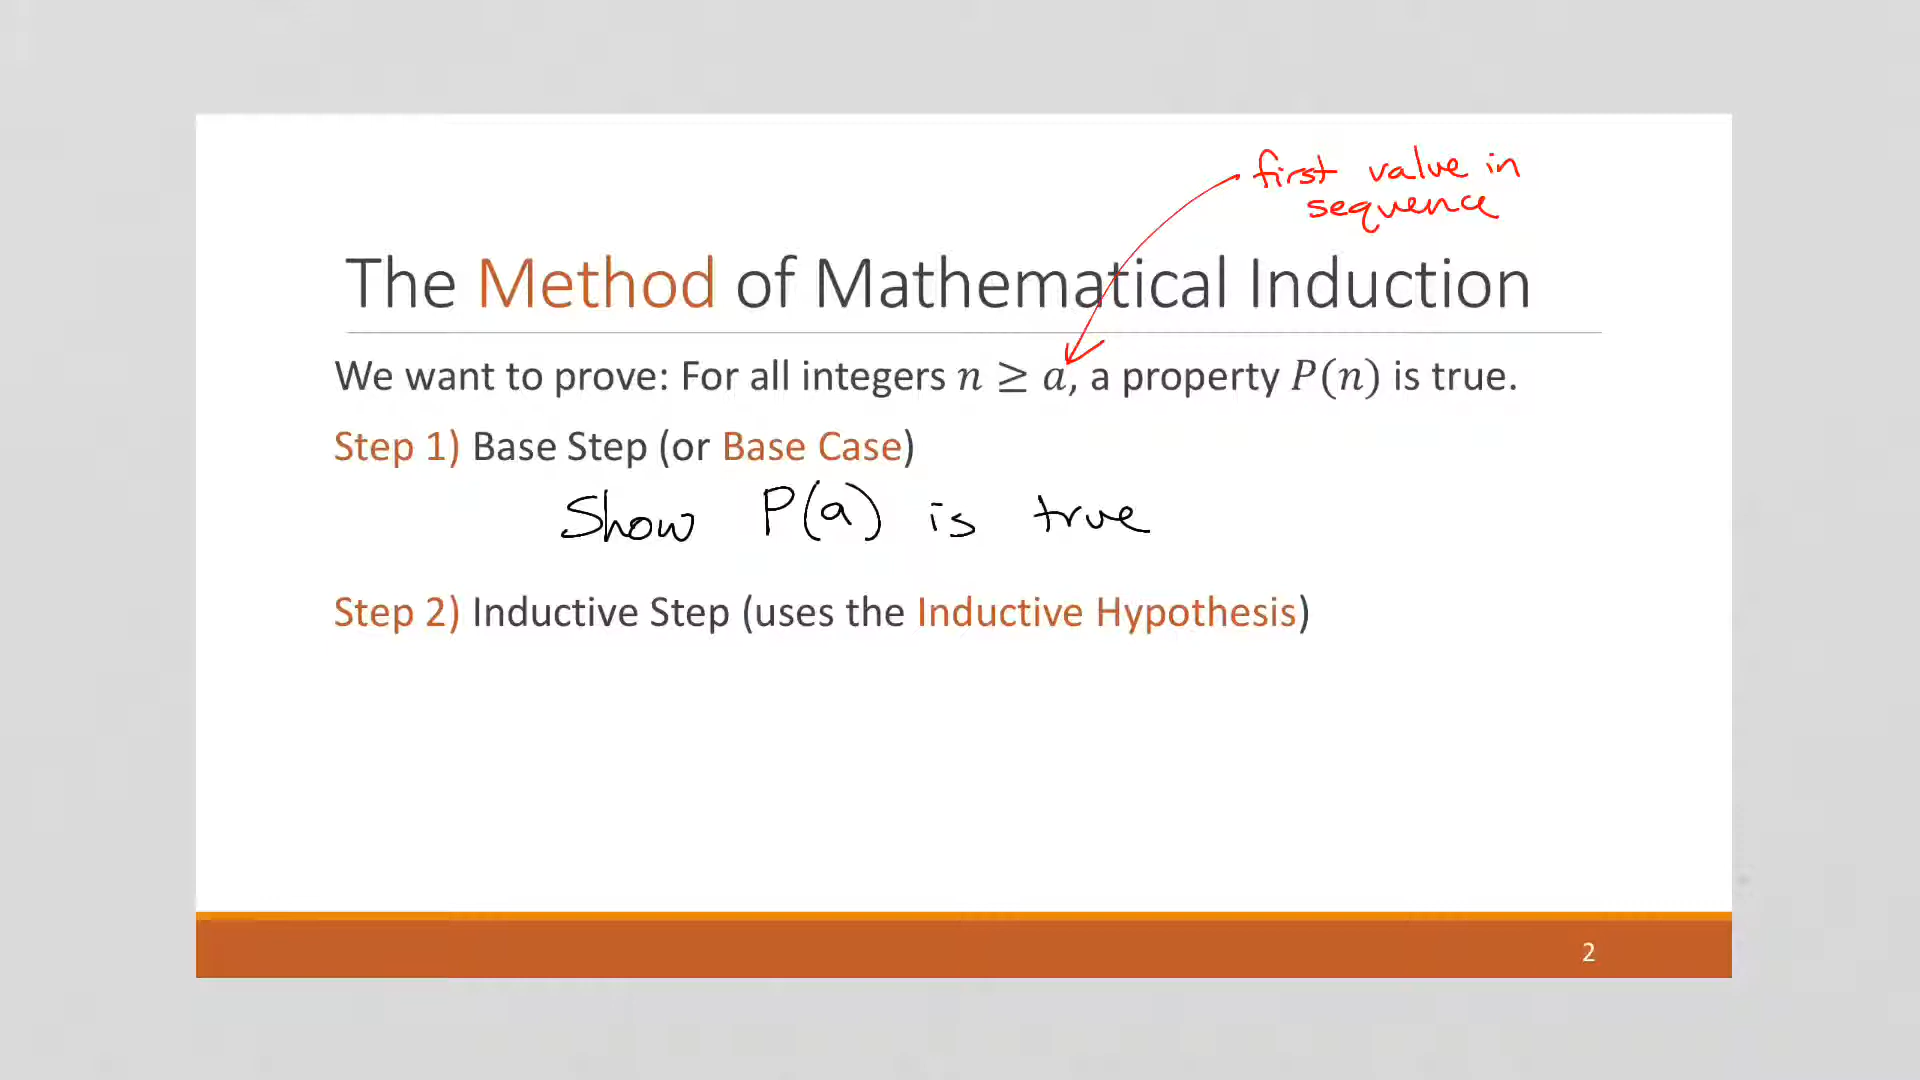 first value in
sequence
The Method of Mathematical Induction
We want to prove: For all integers n ≥ a, a property P(n) is true.
Step 1) Base Step (or Base Case)
Show P(a) is true
Step 2) Inductive Step (uses the Inductive Hypothesis)
2